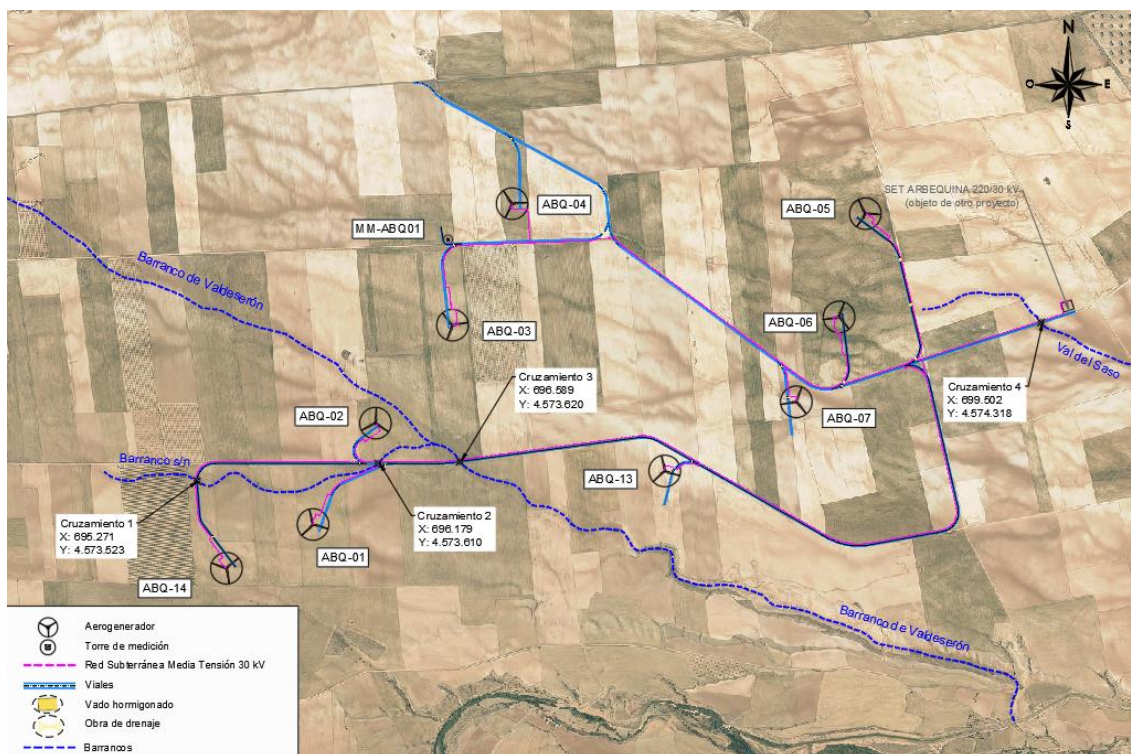 N
O
E
S
SET ARBEQUINA 220/30 kV
(objeto de otro proyecto)
ABQ-04
ABQ-05
MM-ABQ01
Barranco de Valdeserón
ABQ-03
ABQ-06
Val del Saso
Cruzamiento 3
X: 696.589
Y: 4.573.620
Cruzamiento 4
X: 699.502
Y: 4.574.318
ABQ-02
ABQ-07
Barranco s/n
ABQ-13
Cruzamiento 1
X: 695.271
Y: 4.573.523
Cruzamiento 2
X: 696.179
Y: 4.573.610
ABQ-01
ABQ-14
Barranco de Valdeserón
Aerogenerador
Torre de medición
Red Subterránea Media Tensión 30 kV
Viales
Vado hormigonado
Obra de drenaje
Barrancos